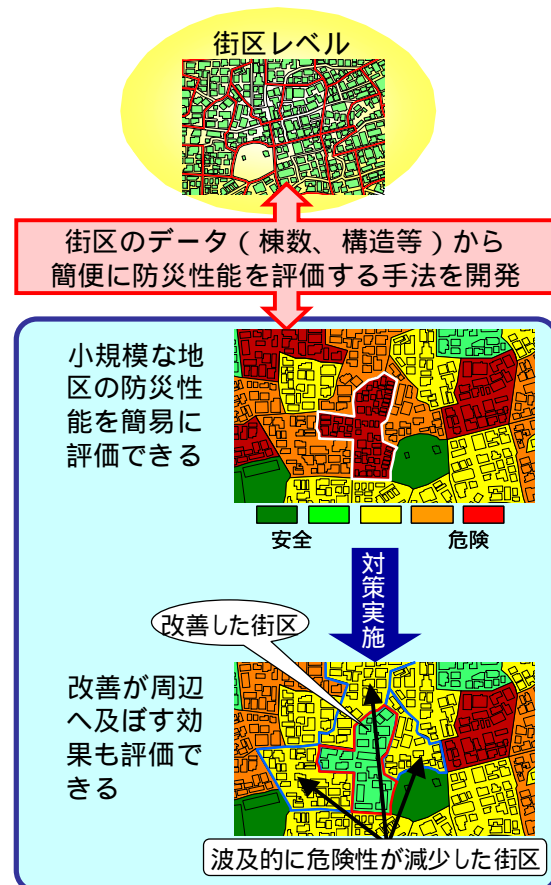 街区レベル
街区のデータ(棟数、構造等)から
簡便に防災性能を評価する手法を開発
小規模な地
区の防災性
能を簡易に
評価できる
安全
危険
対策実施
改善した街区
改善が周辺
へ及ぼす効
果も評価で
きる
波及的に危険性が減少した街区